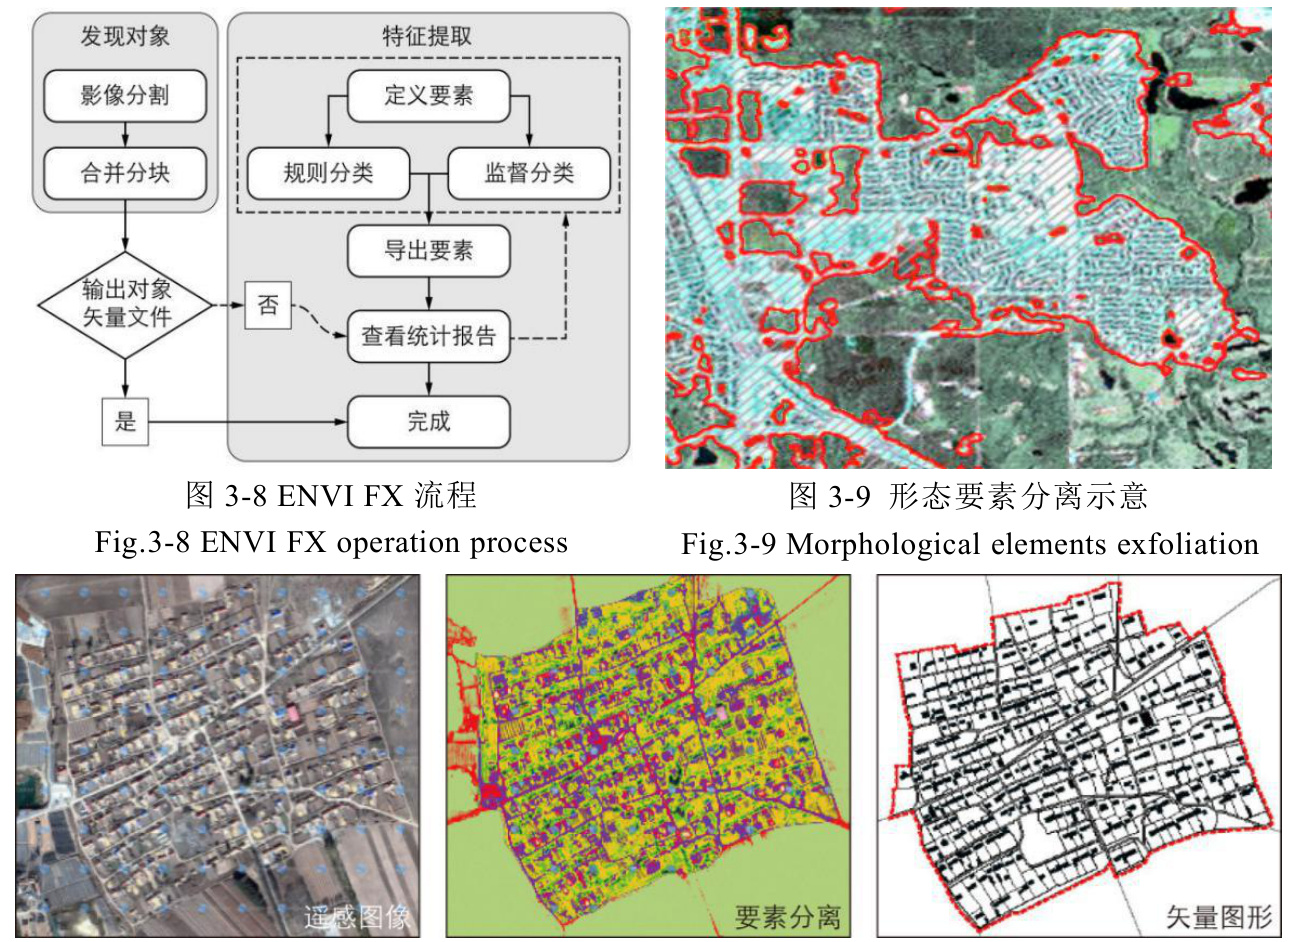 发现对象
影像分割
合并分块
输出对象
矢量文件
否
是
特征提取
定义要素
规则分类
监督分类
导出要素
查看统计报告
完成
图 3-8 ENVI FX 流程
Fig.3-8 ENVI FX operation process
图 3-9 形态要素分离示意
Fig.3-9 Morphological elements exfoliation
遥感图像
要素分离
矢量图形